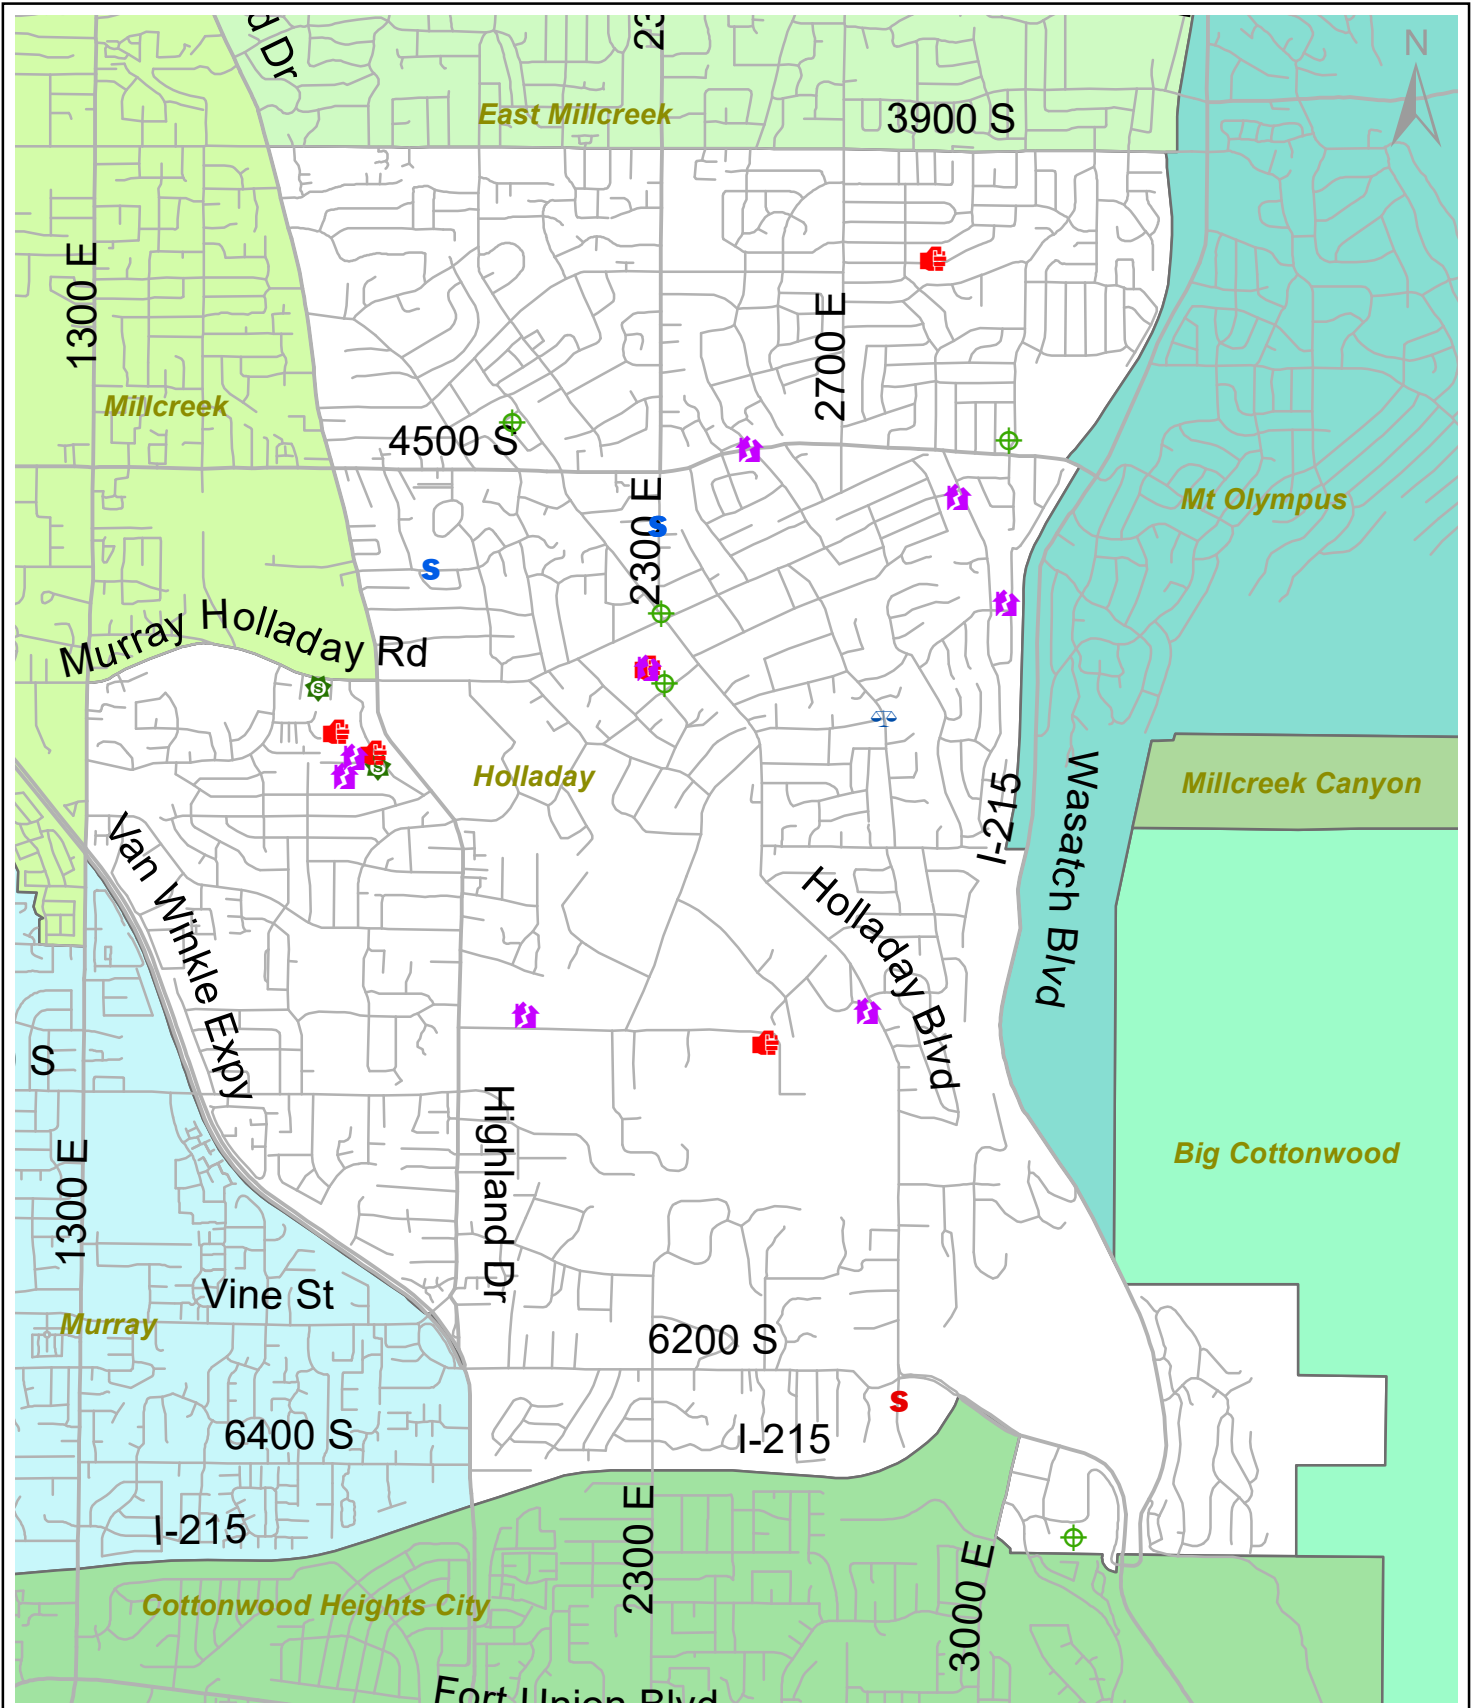 d Dr
23
N
East Millcreek
3900 S
1300 E
2700 E
Millcreek
4500 S
Mt Olympus
2300 E
S
S
Murray Holladay Rd
S
S
Holladay
Millcreek Canyon
I-215
Wasatch Blvd
Van Winkle Expy
Holladay Blvd
S
Highland Dr
1300 E
Big Cottonwood
Vine St
Murray
6200 S
S
6400 S
I-215
I-215
2300 E
3000 E
Cottonwood Heights City
Fort Union Blvd